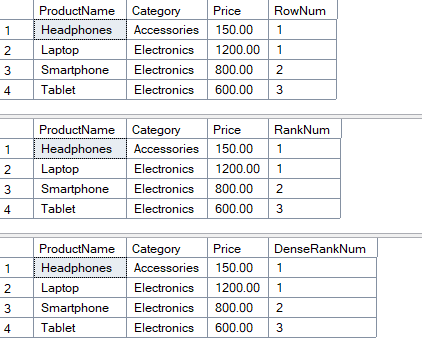 ProductName Category Price RowNum
1 Headphones Accessories 150.00 1
2 Laptop Electronics 1200.00 1
3 Smartphone Electronics 800.00 2
4 Tablet Electronics 600.00 3
ProductName Category Price RankNum
1 Headphones Accessories 150.00 1
2 Laptop Electronics 1200.00 1
3 Smartphone Electronics 800.00 2
4 Tablet Electronics 600.00 3
ProductName Category Price DenseRankNum
1 Headphones Accessories 150.00 1
2 Laptop Electronics 1200.00 1
3 Smartphone Electronics 800.00 2
4 Tablet Electronics 600.00 3